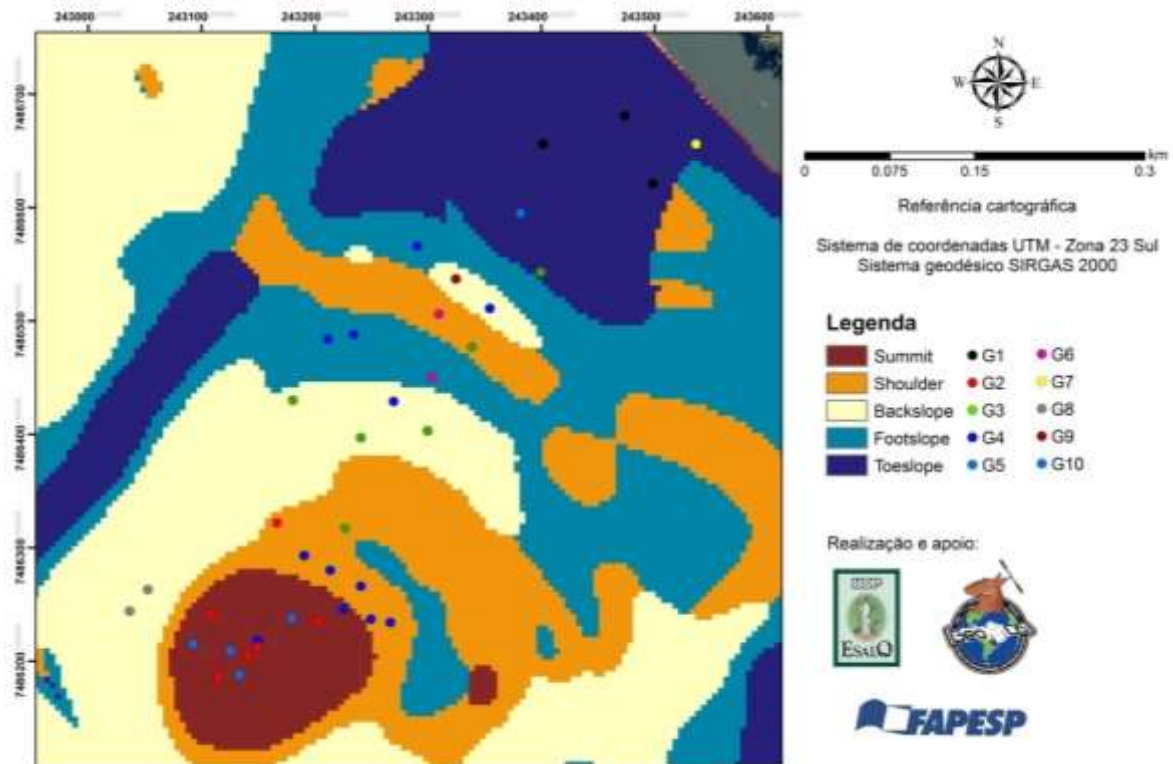 243000 243100 243200 243300 243400 243500 243600
7486700
7486600
7486500
7486400
7486300
7486200
N
W E
S
km
0 0.075 0.15 0.3
Referência cartográfica
Sistema de coordenadas UTM - Zona 23 Sul
Sistema geodésico SIRGAS 2000
Legenda
Summit G1 G6
Shoulder G2 G7
Backslope G3 G8
Footslope G4 G9
Toeslope G5 G10
Realização e apoio:
USP
ESALQ
FAPESP